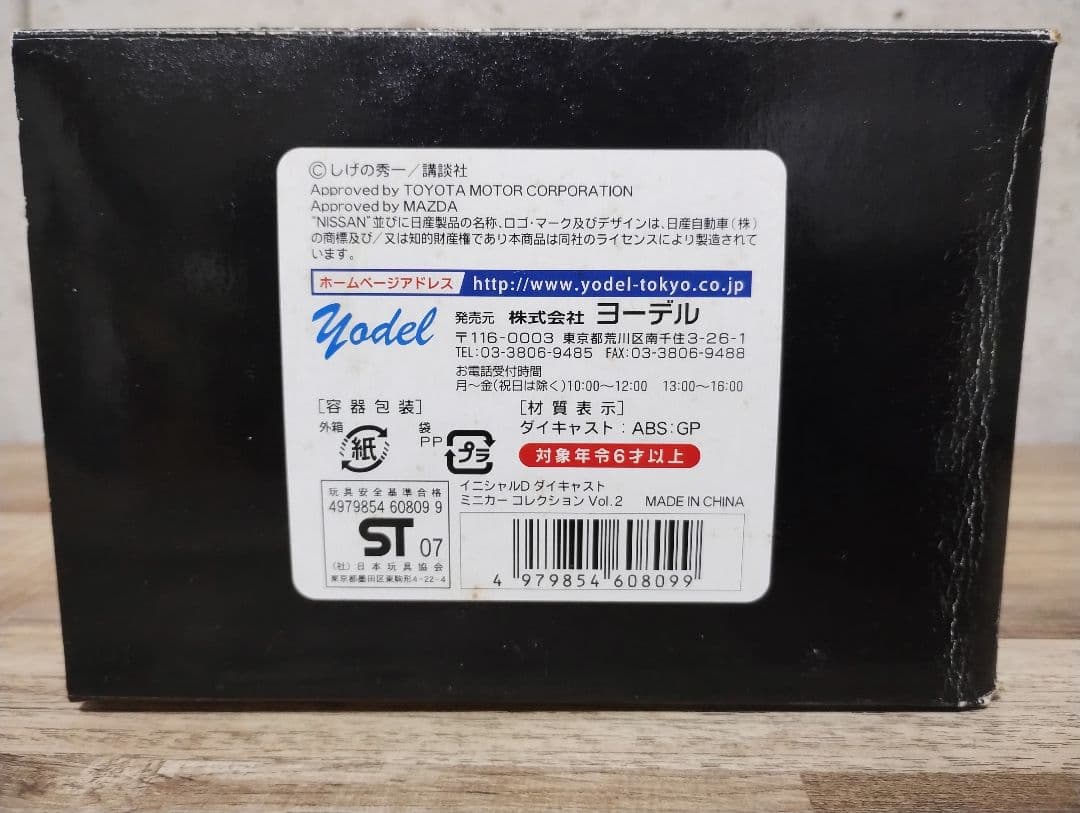 ©しげの秀一／講談社
Approved by TOYOTA MOTOR CORPORATION
Approved by MAZDA
"NISSAN"並びに日産製品の名称、ロゴ・マーク及びデザインは、日産自動車（株）
の商標及び／又は知的財産権であり本商品は同社のライセンスにより製造されて
います。
ホームページアドレス http://www.yodel-tokyo.co.jp
yodel
発売元 株式会社 ヨーデル
〒116-0003 東京都荒川区南千住3-26-1
TEL:03-3806-9485 FAX:03-3806-9488
お電話受付時間
月〜金(祝日は除く)10:00〜12:00 13:00〜16:00
［容器包装］
外箱 紙
袋 PP プラ
［材質表示］
ダイキャスト：ABS：GP
対象年令6才以上
玩具安全基準合格
4979854 60809 9
ST 07
（社）日本玩具協会
東京都墨田区東駒形4-22-4
イニシャルD ダイキャスト
ミニカー コレクション Vol.2 MADE IN CHINA
4 979854 608099